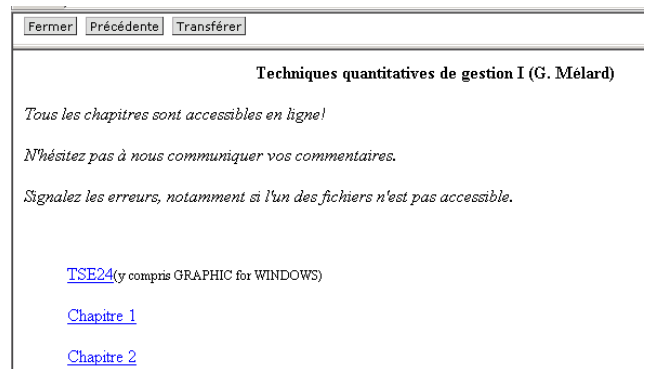 Fermer Précédente Transférer
Techniques quantitatives de gestion I (G. Mélard)
Tous les chapitres sont accessibles en ligne!
N'hésitez pas à nous communiquer vos commentaires.
Signalez les erreurs, notamment si l'un des fichiers n'est pas accessible.
TSE24(y compris GRAPHIC for WINDOWS)
Chapitre 1
Chapitre 2